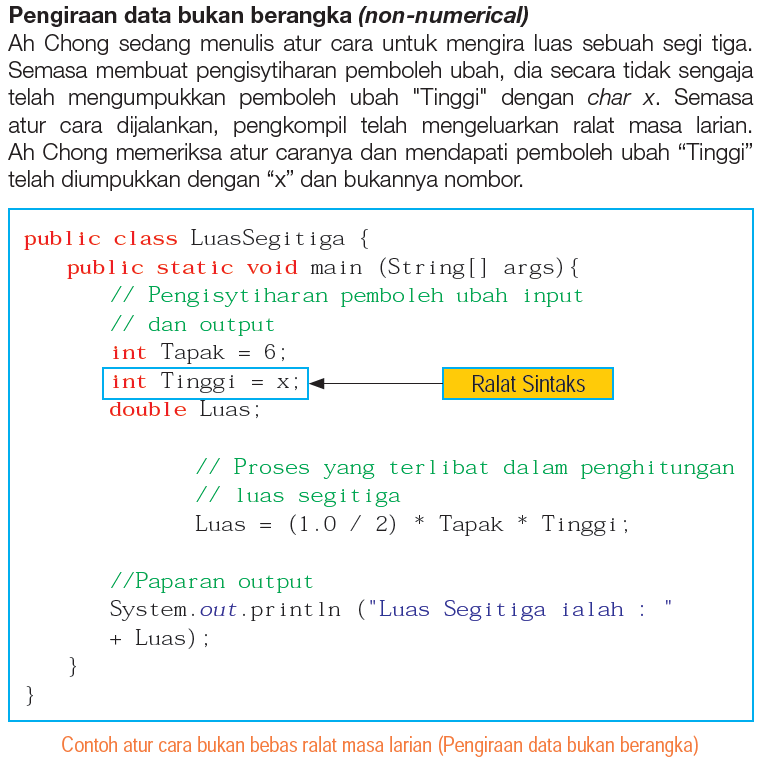 Pengiraan data bukan berangka (non-numerical)
Ah Chong sedang menulis atur cara untuk mengira luas sebuah segi tiga.
Semasa membuat pengisytiharan pemboleh ubah, dia secara tidak sengaja
telah mengumpukkan pemboleh ubah "Tinggi" dengan char x. Semasa
atur cara dijalankan, pengkompil telah mengeluarkan ralat masa larian.
Ah Chong memeriksa atur caranya dan mendapati pemboleh ubah “Tinggi”
telah diumpukkan dengan “x” dan bukannya nombor.
public class LuasSegitiga {
public static void main (String[] args){
// Pengisytiharan pemboleh ubah input
// dan output
int Tapak = 6;
int Tinggi = x; Ralat Sintaks
double Luas;
// Proses yang terlibat dalam penghitungan
// luas segitiga
Luas = (1.0 / 2) * Tapak * Tinggi;
//Paparan output
System.out.println ("Luas Segitiga ialah : "
+ Luas);
}
}
Contoh atur cara bukan bebas ralat masa larian (Pengiraan data bukan berangka)